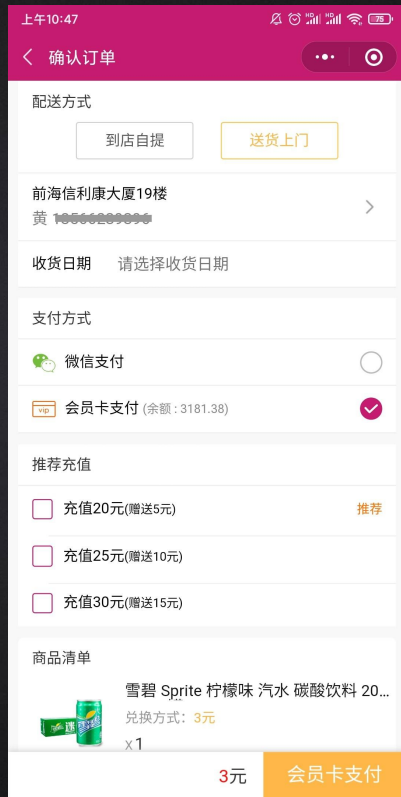 上午10:47
HD
HD
75
确认订单
配送方式
到店自提
送货上门
前海信利康大厦19楼
黄
收货日期 请选择收货日期
支付方式
微信支付
vip 会员卡支付 (余额 : 3181.38)
推荐充值
充值20元(赠送5元) 推荐
充值25元(赠送10元)
充值30元(赠送15元)
商品清单
雪碧 Sprite 柠檬味 汽水 碳酸饮料 20...
兑换方式：3元
x1
3元
会员卡支付